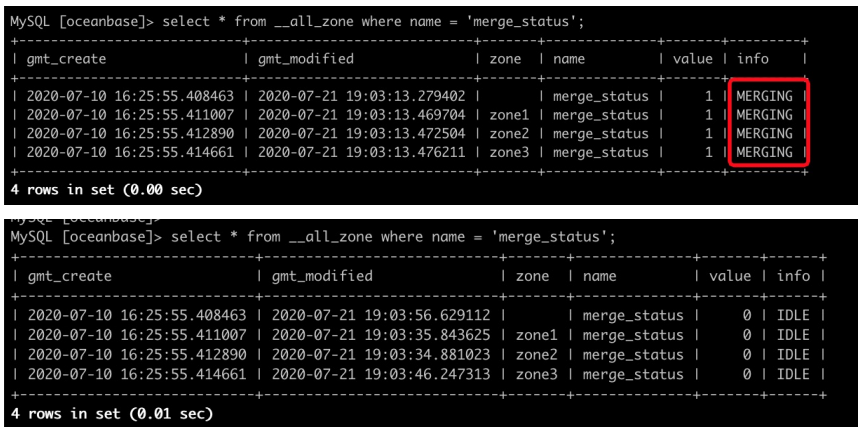 MySQL [oceanbase]> select * from __all_zone where name = 'merge_status';
+----------------------------+----------------------------+-------+--------------+-------+---------+
| gmt_create | gmt_modified | zone | name | value | info |
+----------------------------+----------------------------+-------+--------------+-------+---------+
| 2020-07-10 16:25:55.408463 | 2020-07-21 19:03:13.279402 | | merge_status | 1 | MERGING |
| 2020-07-10 16:25:55.411007 | 2020-07-21 19:03:13.469704 | zone1 | merge_status | 1 | MERGING |
| 2020-07-10 16:25:55.412890 | 2020-07-21 19:03:13.472504 | zone2 | merge_status | 1 | MERGING |
| 2020-07-10 16:25:55.414661 | 2020-07-21 19:03:13.476211 | zone3 | merge_status | 1 | MERGING |
+----------------------------+----------------------------+-------+--------------+-------+---------+
4 rows in set (0.00 sec)
MySQL [oceanbase]>
MySQL [oceanbase]> select * from __all_zone where name = 'merge_status';
+----------------------------+----------------------------+-------+--------------+-------+------+
| gmt_create | gmt_modified | zone | name | value | info |
+----------------------------+----------------------------+-------+--------------+-------+------+
| 2020-07-10 16:25:55.408463 | 2020-07-21 19:03:56.629112 | | merge_status | 0 | IDLE |
| 2020-07-10 16:25:55.411007 | 2020-07-21 19:03:35.843625 | zone1 | merge_status | 0 | IDLE |
| 2020-07-10 16:25:55.412890 | 2020-07-21 19:03:34.881023 | zone2 | merge_status | 0 | IDLE |
| 2020-07-10 16:25:55.414661 | 2020-07-21 19:03:46.247313 | zone3 | merge_status | 0 | IDLE |
+----------------------------+----------------------------+-------+--------------+-------+------+
4 rows in set (0.01 sec)